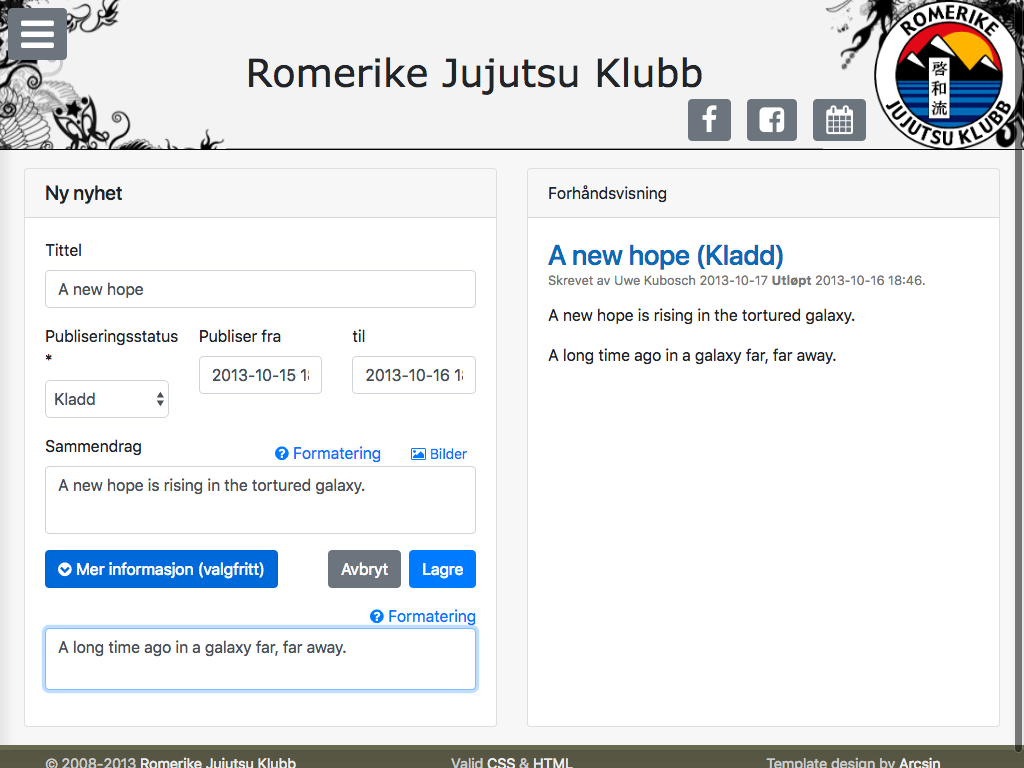 Romerike Jujutsu Klubb
ROMERIKE
啓和流
JUJUTSU KLUBB
Ny nyhet
Tittel
A new hope
Publiseringsstatus *
Publiser fra
til
Kladd
2013-10-15 18
2013-10-16 18
Sammendrag
Formatering
Bilder
A new hope is rising in the tortured galaxy.
Mer informasjon (valgfritt)
Avbryt
Lagre
Formatering
A long time ago in a galaxy far, far away.
Forhåndsvisning
A new hope (Kladd)
Skrevet av Uwe Kubosch 2013-10-17 Utløpt 2013-10-16 18:46.
A new hope is rising in the tortured galaxy.
A long time ago in a galaxy far, far away.
© 2008-2013 Romerike Jujutsu Klubb
Valid CSS & HTML
Template design by Arcsin